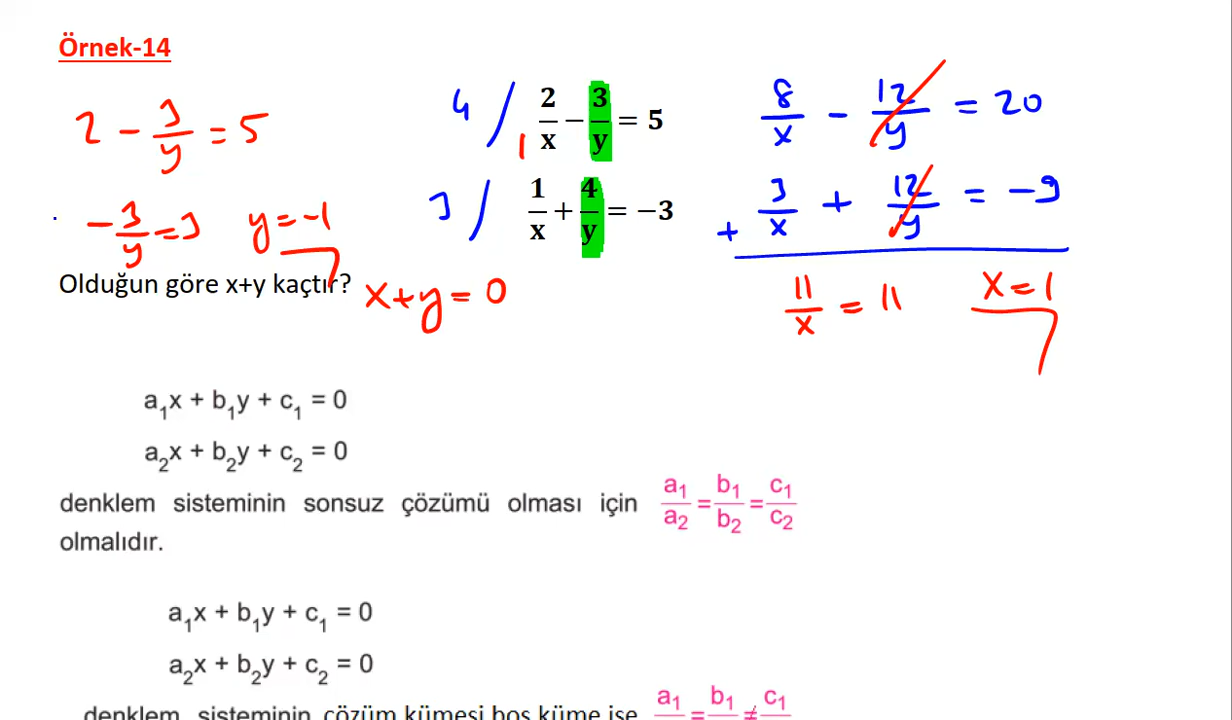 Örnek-14
2 - 3/y = 5
-3/y = 3 y = -1
4 / 2/x − 3/y = 5
1
3 / 1/x + 4/y = −3
8/x - 12/y = 20
+ 3/x + 12/y = -9
11/x = 11 x = 1
Olduğun göre x+y kaçtır? x+y = 0
a₁x + b₁y + c₁ = 0
a₂x + b₂y + c₂ = 0
denklem sisteminin sonsuz çözümü olması için a₁/a₂ = b₁/b₂ = c₁/c₂
olmalıdır.
a₁x + b₁y + c₁ = 0
a₂x + b₂y + c₂ = 0
denklem sisteminin çözüm kümesi boş küme ise a₁ = b₁ ≠ c₁